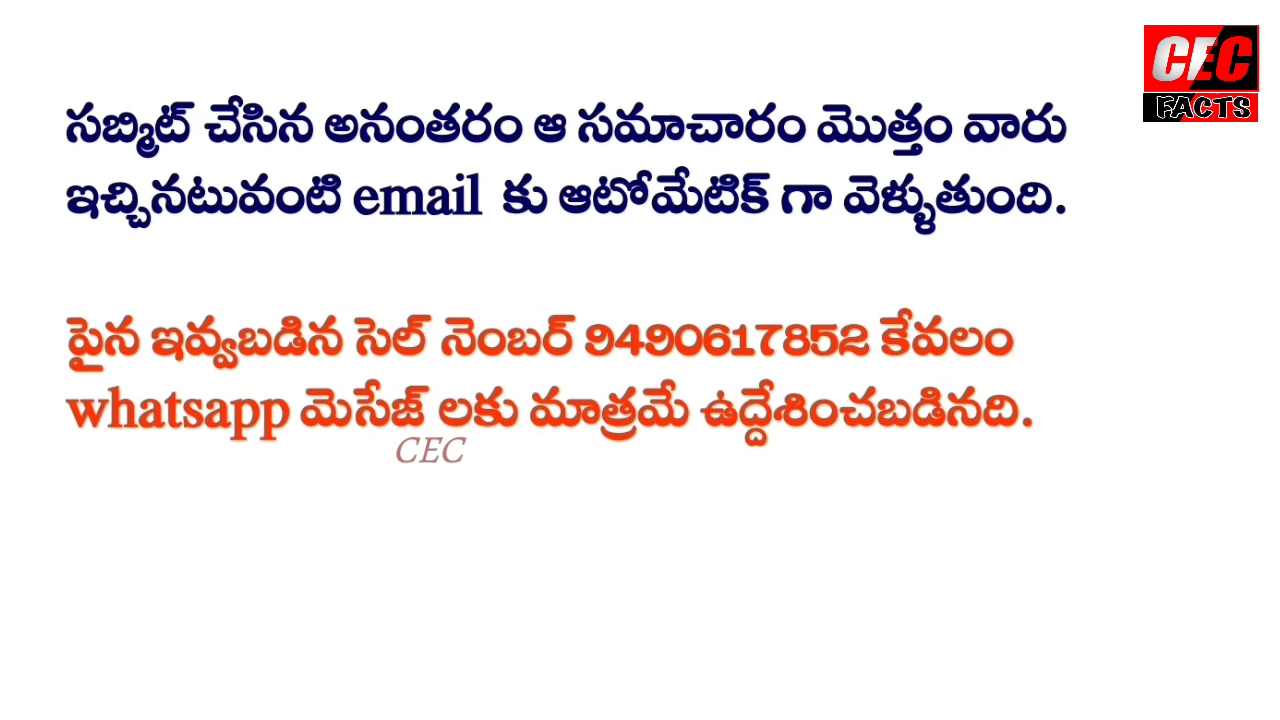 CEC
FACTS
సబ్మిట్ చేసిన అనంతరం ఆ సమాచారం మొత్తం వారు
ఇచ్చినటువంటి email కు ఆటోమేటిక్ గా వెళ్ళుతుంది.
పైన ఇవ్వబడిన సెల్ నెంబర్ 9490617852 కేవలం
whatsapp మెసేజ్ లకు మాత్రమే ఉద్దేశించబడినది.
CEC